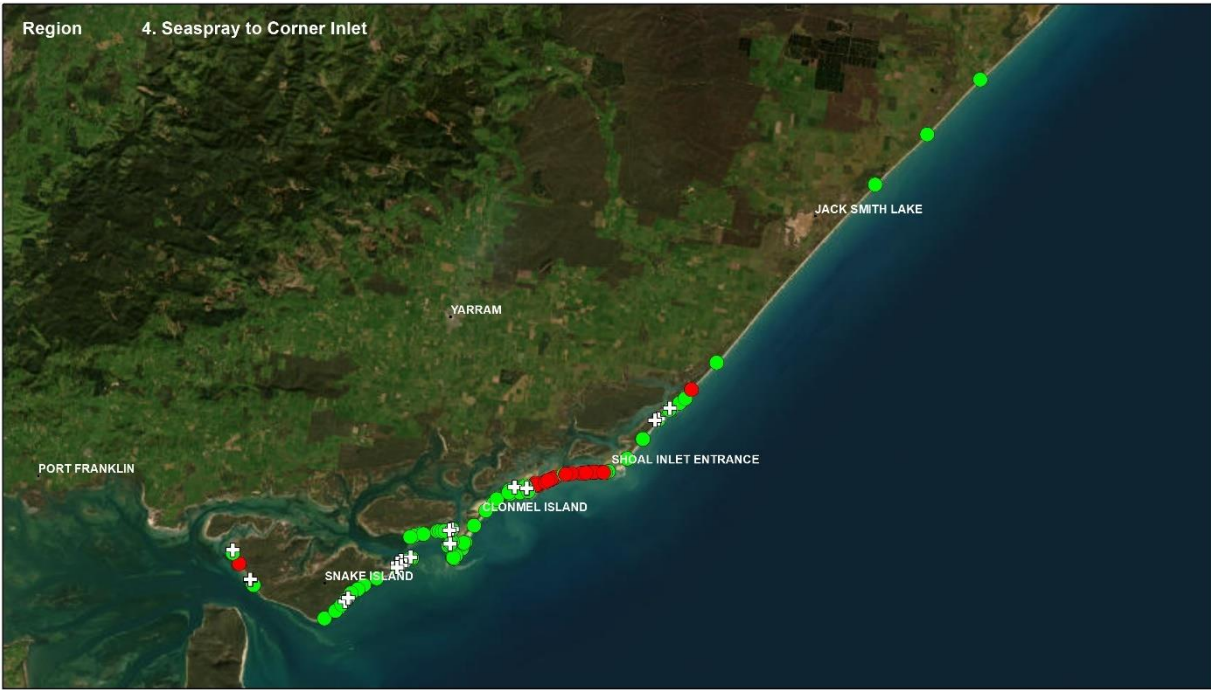 Region 4. Seaspray to Corner Inlet
JACK SMITH LAKE
YARRAM
SHOAL INLET ENTRANCE
PORT FRANKLIN
CLONMEL ISLAND
SNAKE ISLAND